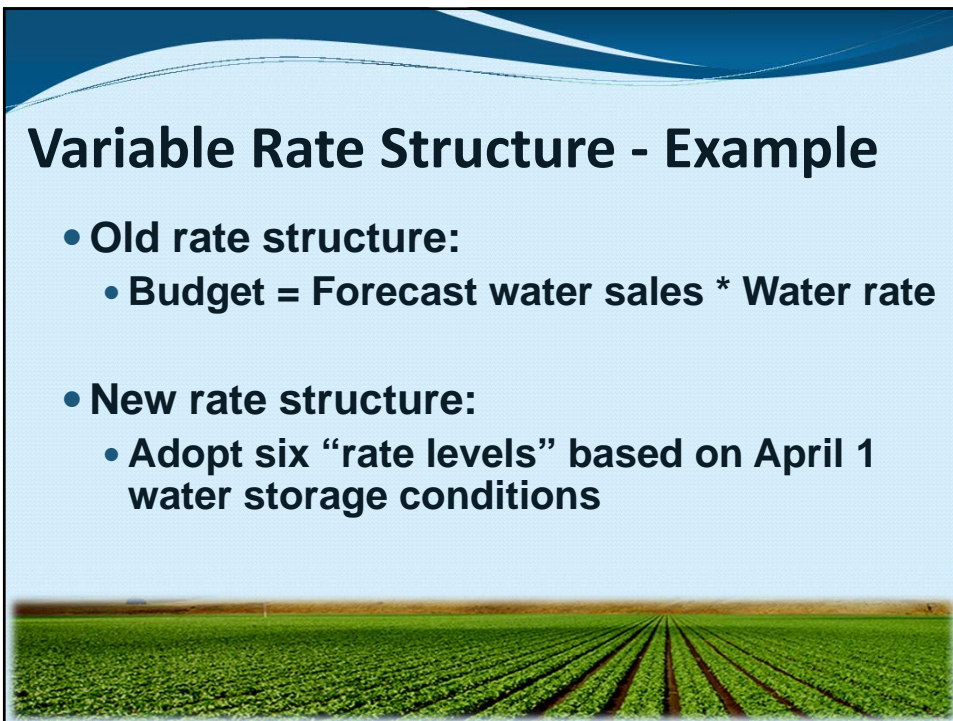 Variable Rate Structure - Example
• Old rate structure:
• Budget = Forecast water sales * Water rate
• New rate structure:
• Adopt six “rate levels” based on April 1
water storage conditions